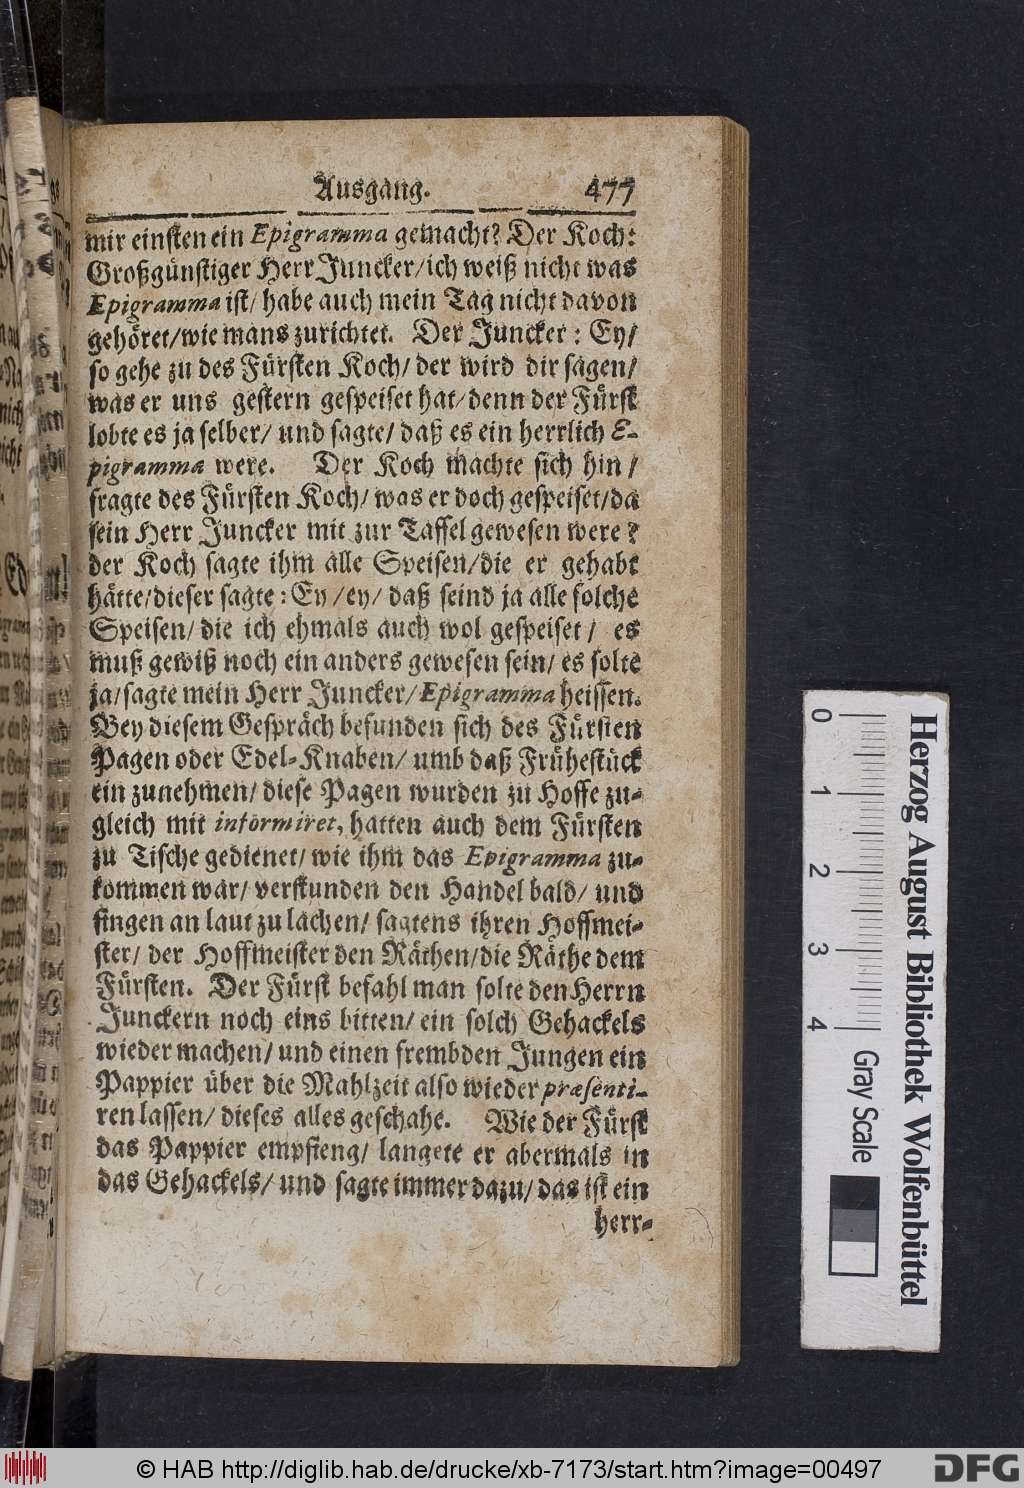 Ausgang. 477
mir einsten ein Epigramma gemacht? Der Koch:
Großgünstiger Herr Juncker/ ich weiß nicht was
Epigramma ist/ habe auch mein Tag nicht davon
gehöret/ wie mans zurichtet. Der Juncker: Ey/
so gehe zu des Fürsten Koch/ der wird dir sagen/
was er uns gestern gespeiset hat/ denn der Fürst
lobte es ja selber/ und sagte/ daß es ein herrlich E-
pigramma were. Der Koch machte sich hin/
fragte des Fürsten Koch/ was er doch gespeiset/ da
sein Herr Juncker mit zur Taffel gewesen were?
der Koch sagte ihm alle Speisen/ die er gehabt
hätte/ dieser sagte: Ey/ ey/ daß seind ja alle solche
Speisen/ die ich ehmals auch wol gespeiset/ es
muß gewiß noch ein anders gewesen sein/ es solte
ja/ sagte mein Herr Juncker/ Epigramma heissen.
Bey diesem Gespräch befunden sich des Fürsten
Pagen oder Edel-Knaben/ umb daß Frühestück
ein zunehmen/ diese Pagen wurden zu Hoffe zu-
gleich mit informiret, hatten auch dem Fürsten
zu Tische gedienet/ wie ihm das Epigramma zu-
kommen war/ verstunden den Handel bald/ und
fingen an laut zu lachen/ sagtens ihren Hoffmei-
ster/ der Hoffmeister den Räthen/ die Räthe dem
Fürsten. Der Fürst befahl man solte den Herrn
Junckern noch eins bitten/ ein solch Gehackels
wieder machen/ und einen frembden Jungen ein
Pappier über die Mahlzeit also wieder præsenti-
ren lassen/ dieses alles geschahe. Wie der Fürst
das Pappier empfieng/ langete er abermals in
das Gehackels/ und sagte immer dazu/ das ist ein
herr-
0 1 2 3 4
Gray Scale
Herzog August Bibliothek Wolfenbüttel
© HAB http://diglib.hab.de/drucke/xb-7173/start.htm?image=00497
DFG